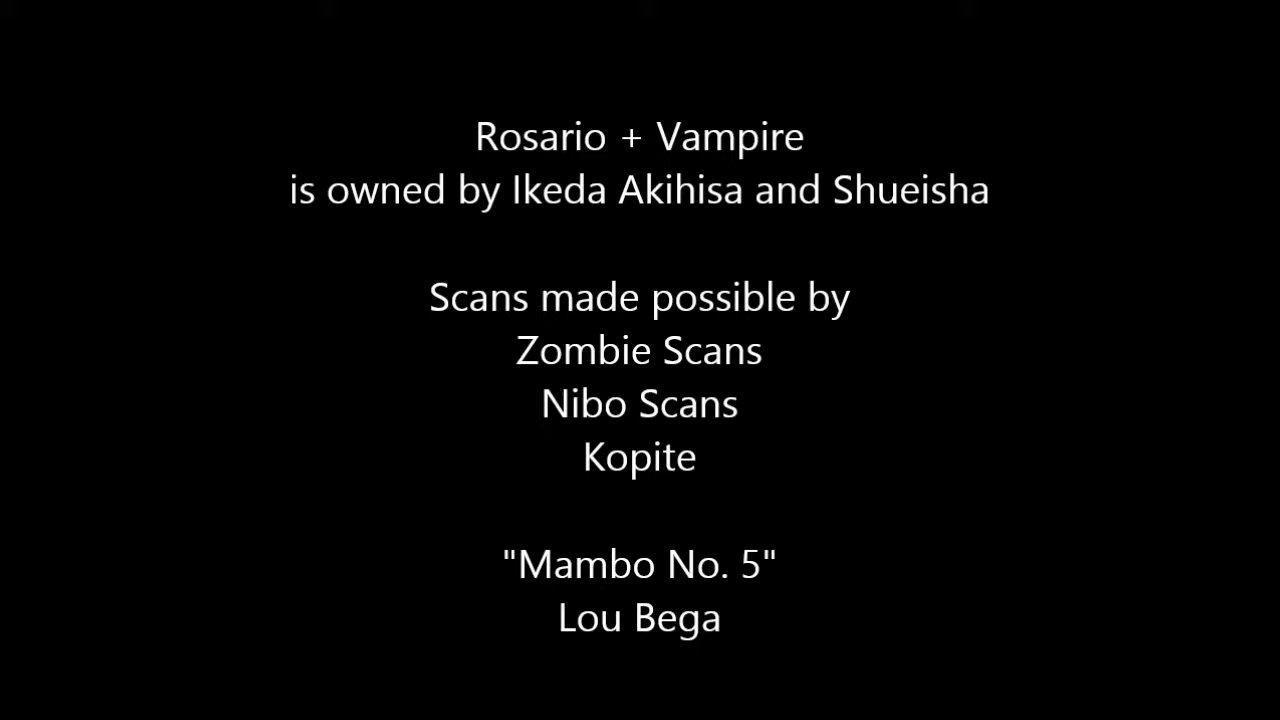 Rosario + Vampire
is owned by Ikeda Akihisa and Shueisha
Scans made possible by
Zombie Scans
Nibo Scans
Kopite
"Mambo No. 5"
Lou Bega